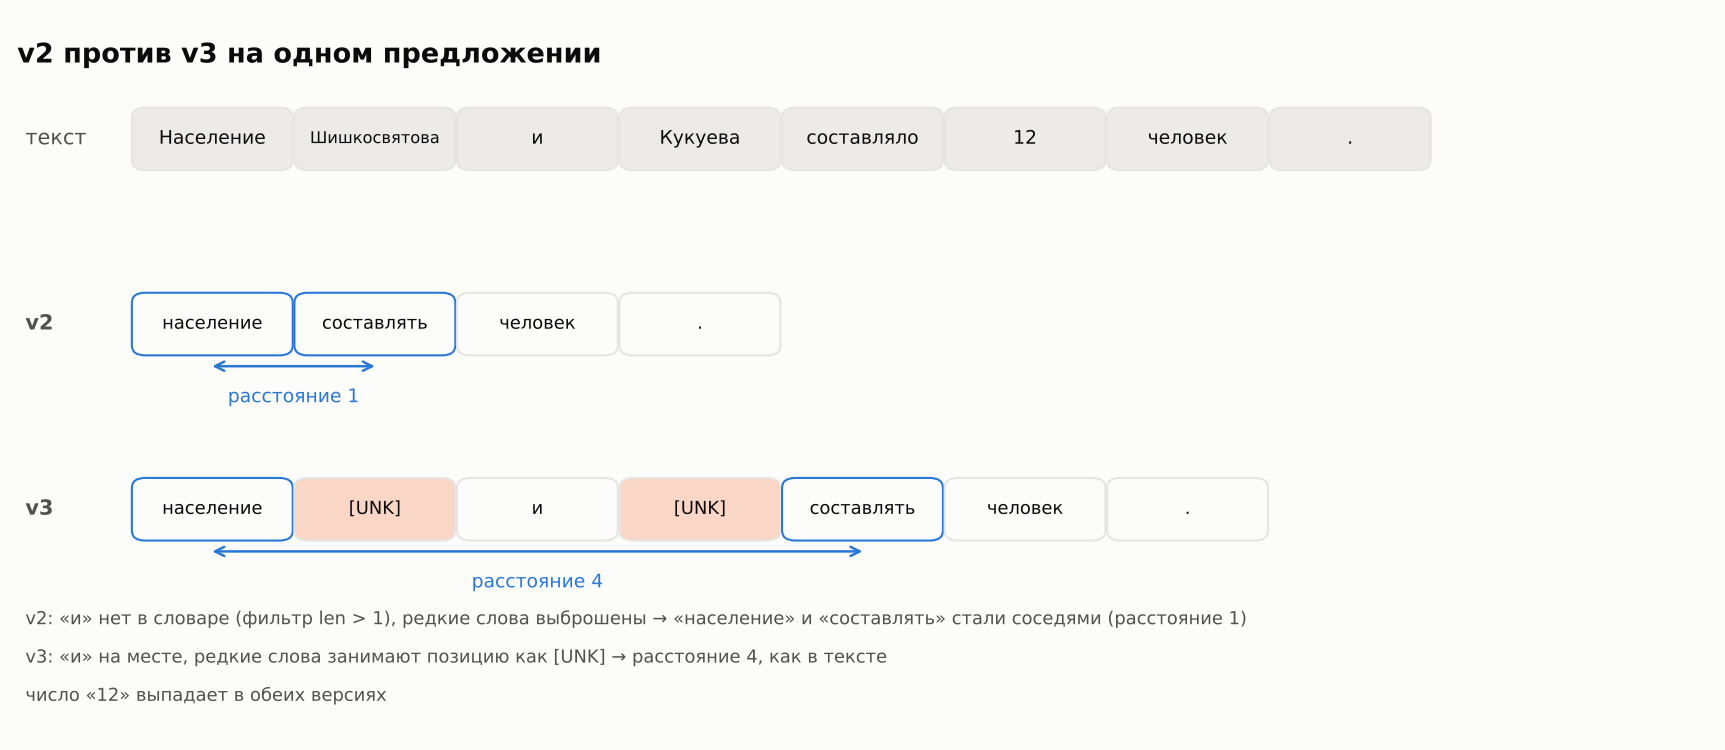 v2 против v3 на одном предложении
текст Население Шишкосвятова и Кукуева составляло 12 человек .
v2 население составлять человек .
расстояние 1
v3 население [UNK] и [UNK] составлять человек .
расстояние 4
v2: «и» нет в словаре (фильтр len > 1), редкие слова выброшены → «население» и «составлять» стали соседями (расстояние 1)
v3: «и» на месте, редкие слова занимают позицию как [UNK] → расстояние 4, как в тексте
число «12» выпадает в обеих версиях